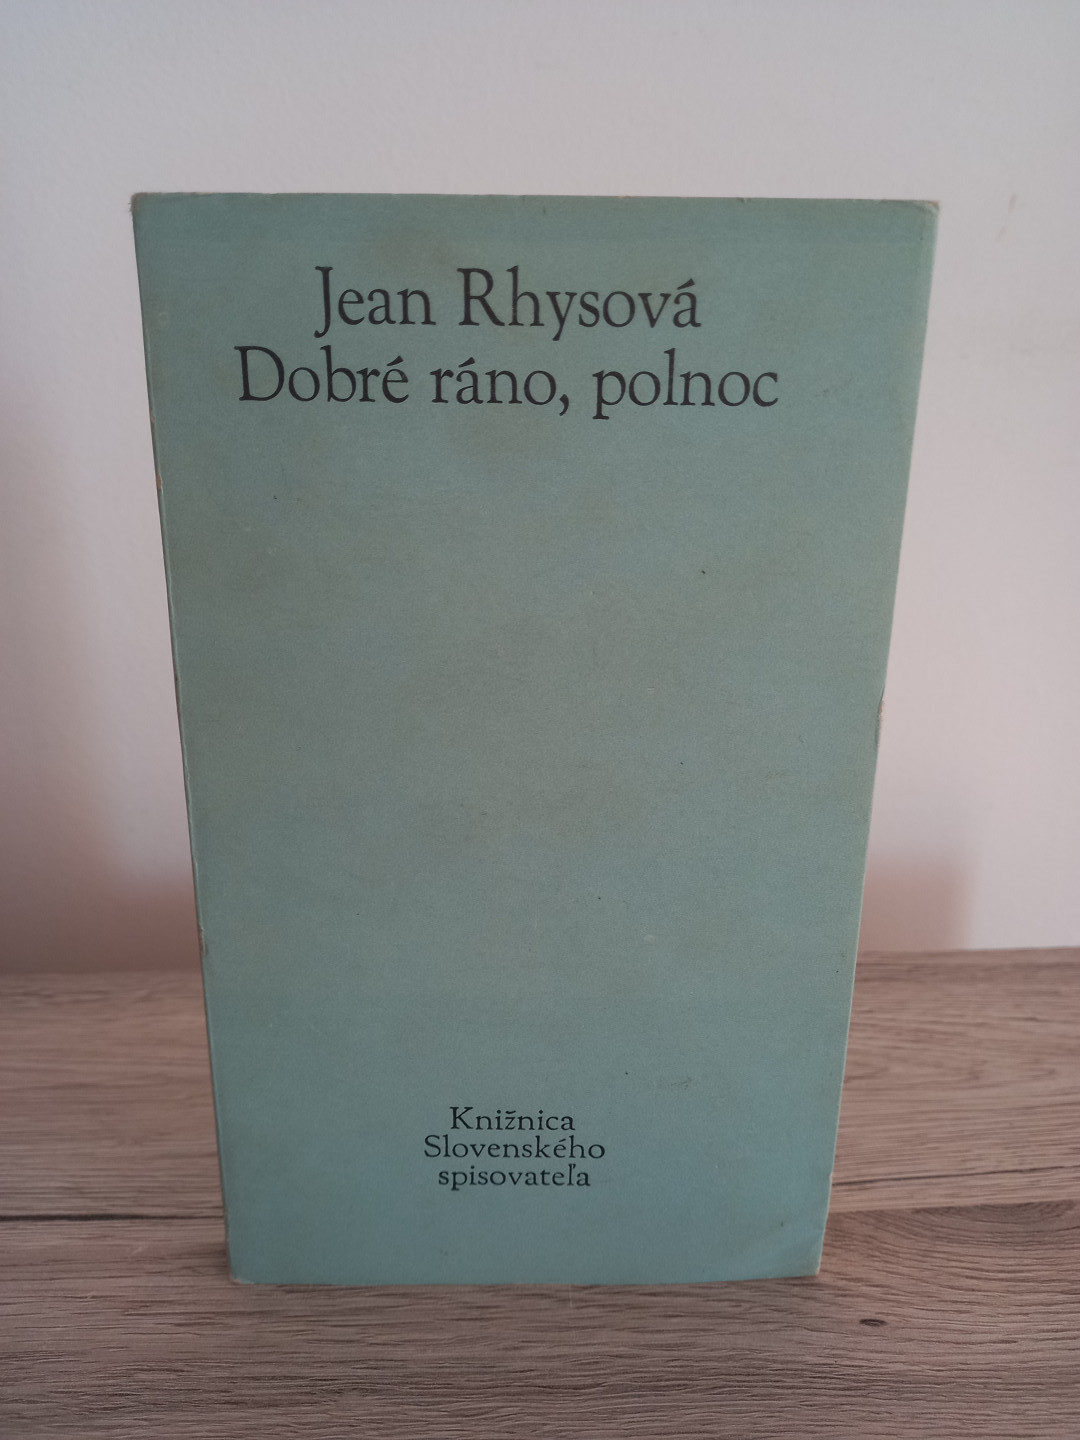 Jean Rhysová
Dobré ráno, polnoc
Knižnica
Slovenského
spisovateľa